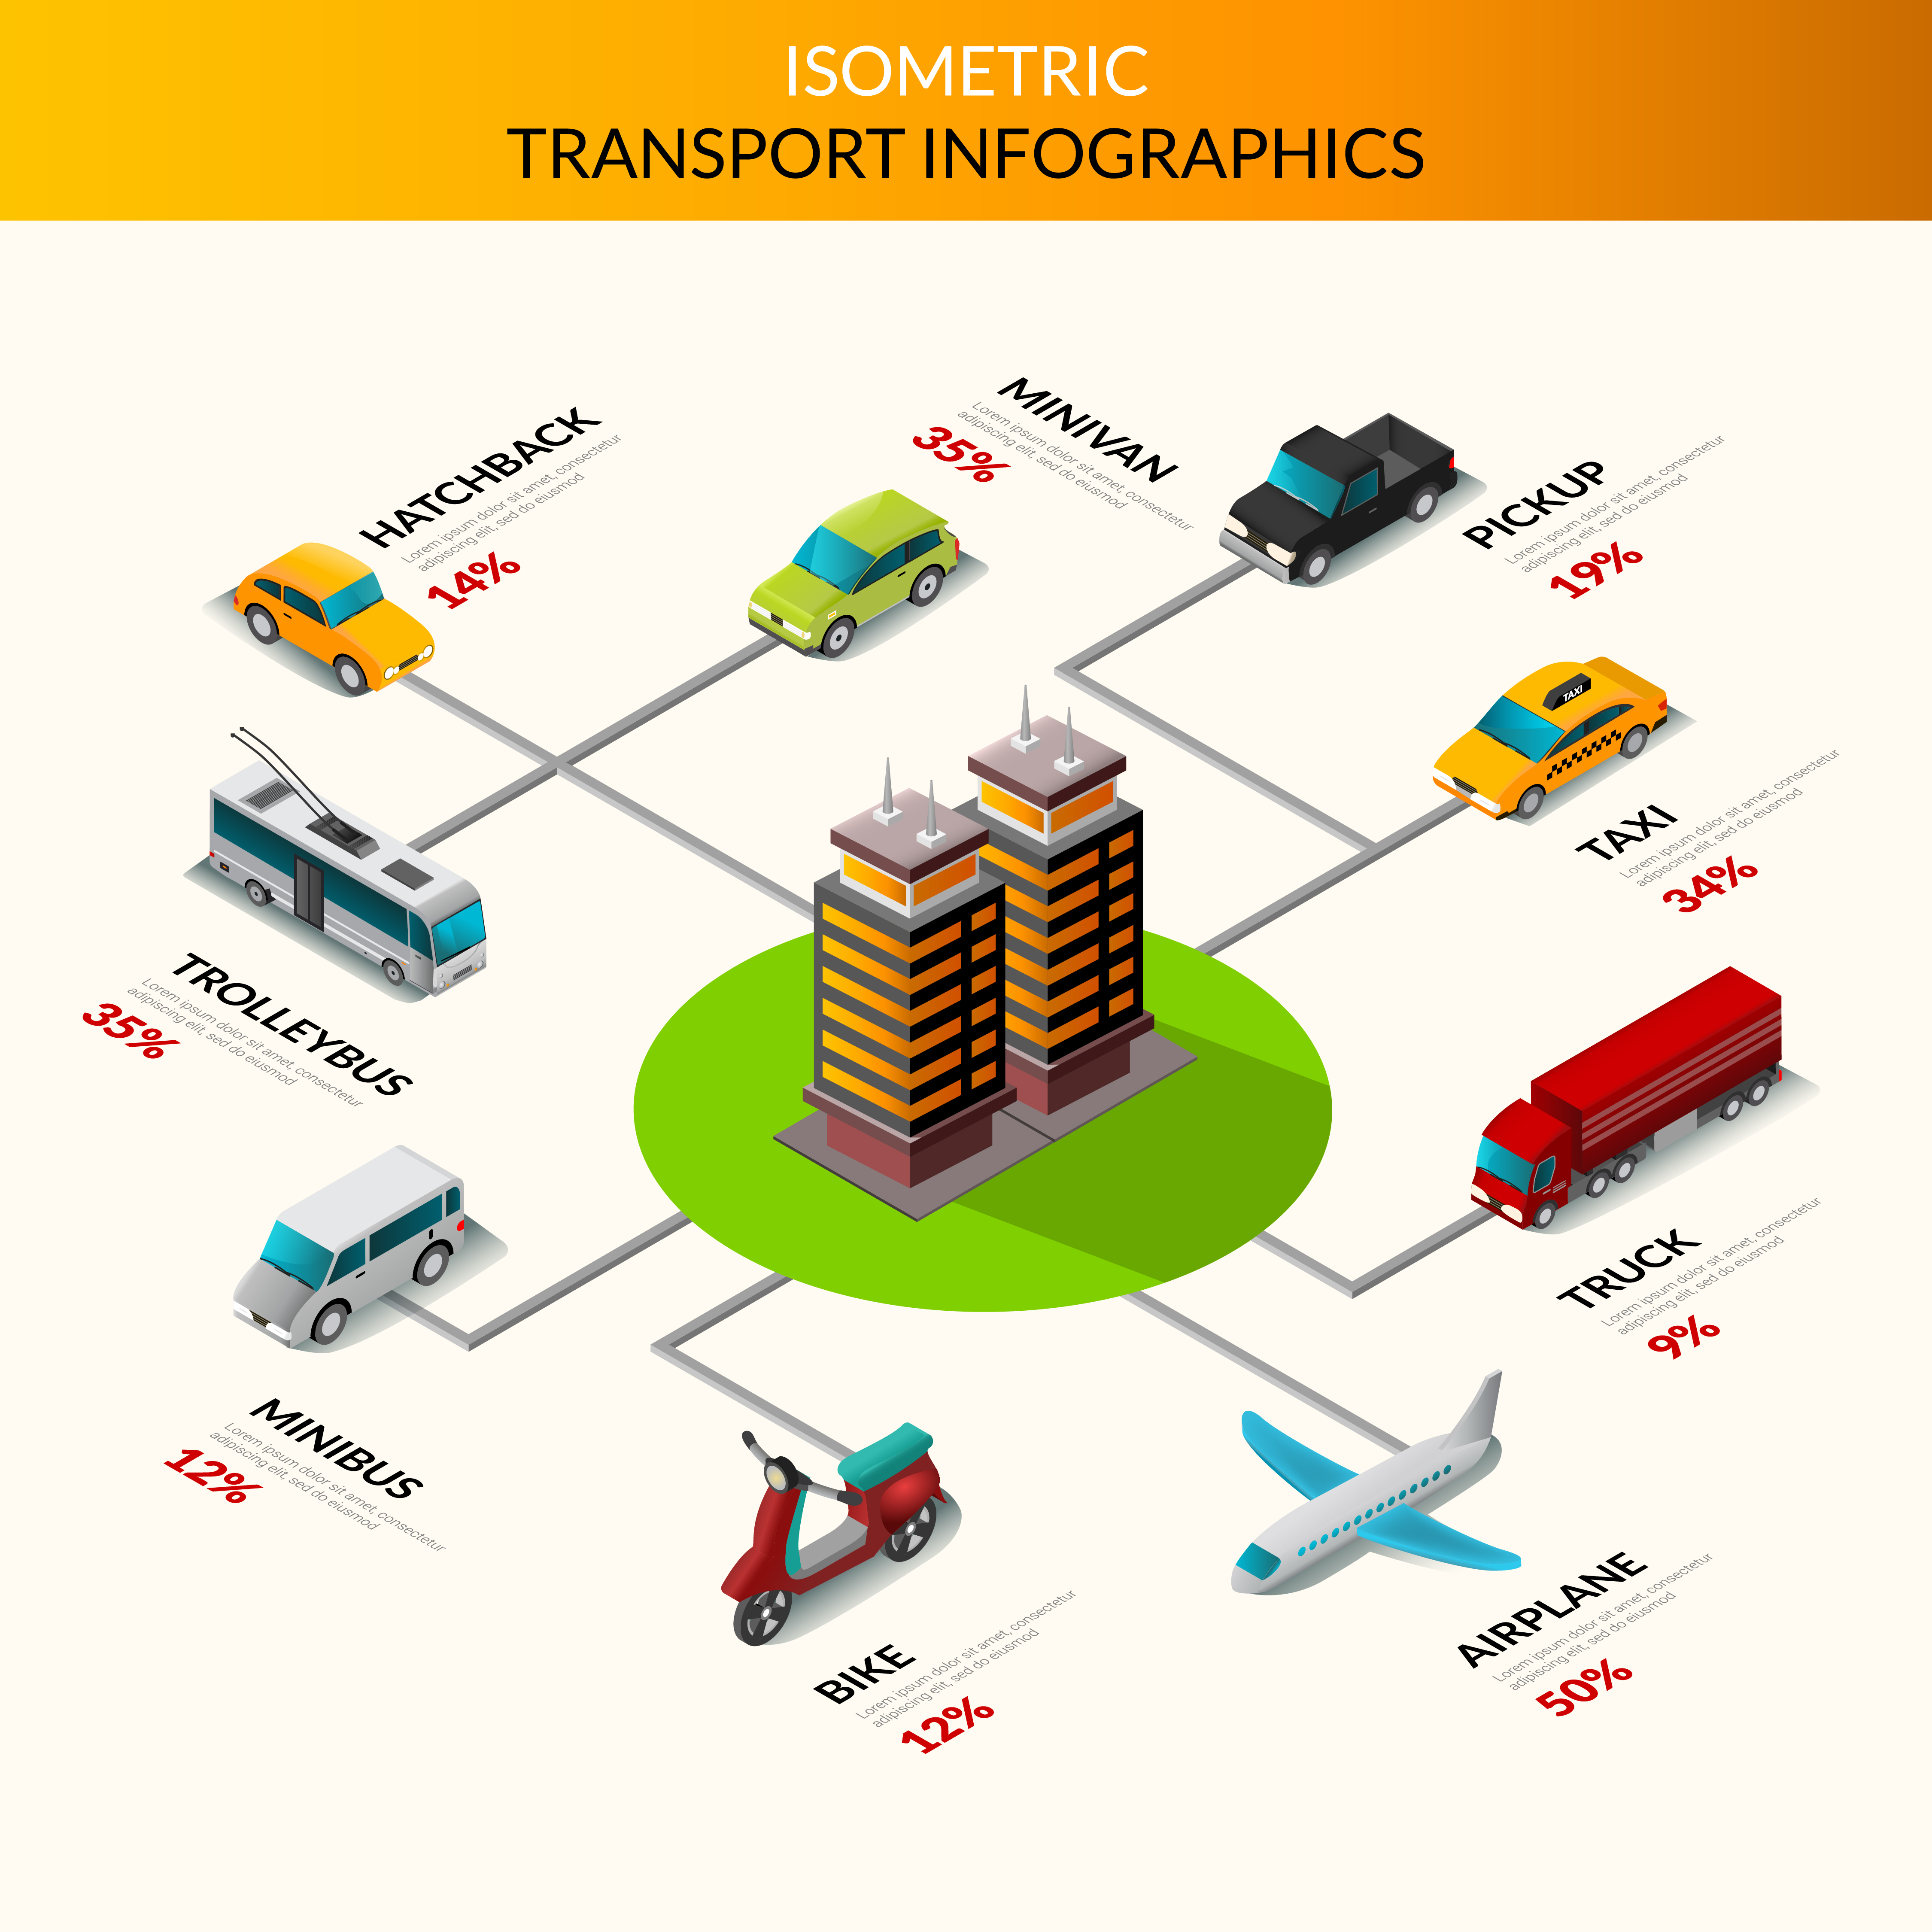 ISOMETRIC
TRANSPORT INFOGRAPHICS
HATCHBACK
Lorem ipsum dolor sit amet, consectetur
adipiscing elit, sed do eiusmod
14%
MINIVAN
Lorem ipsum dolor sit amet, consectetur
adipiscing elit, sed do eiusmod
35%
PICKUP
Lorem ipsum dolor sit amet, consectetur
adipiscing elit, sed do eiusmod
19%
TAXI
TAXI
Lorem ipsum dolor sit amet, consectetur
adipiscing elit, sed do eiusmod
34%
TROLLEYBUS
Lorem ipsum dolor sit amet, consectetur
adipiscing elit, sed do eiusmod
35%
TRUCK
Lorem ipsum dolor sit amet, consectetur
adipiscing elit, sed do eiusmod
9%
MINIBUS
Lorem ipsum dolor sit amet, consectetur
adipiscing elit, sed do eiusmod
12%
BIKE
Lorem ipsum dolor sit amet, consectetur
adipiscing elit, sed do eiusmod
12%
AIRPLANE
Lorem ipsum dolor sit amet, consectetur
adipiscing elit, sed do eiusmod
50%